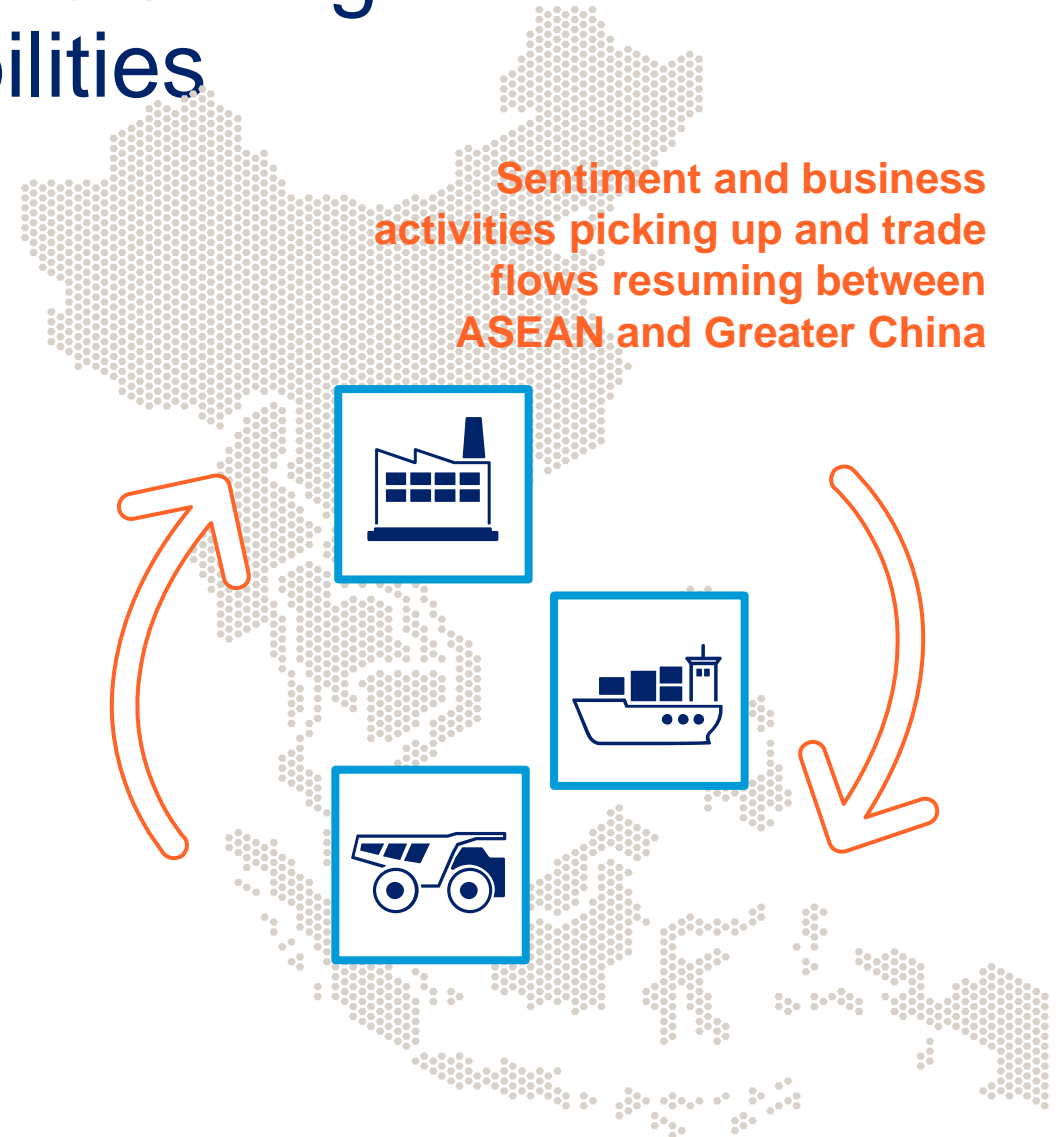 bilities
Sentiment and business
activities picking up and trade
flows resuming between
ASEAN and Greater China